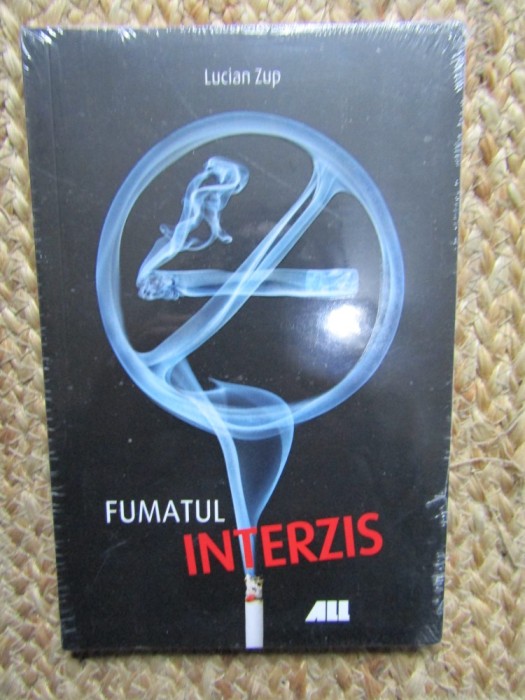 Lucian Zup
FUMATUL
INTERZIS
ALL